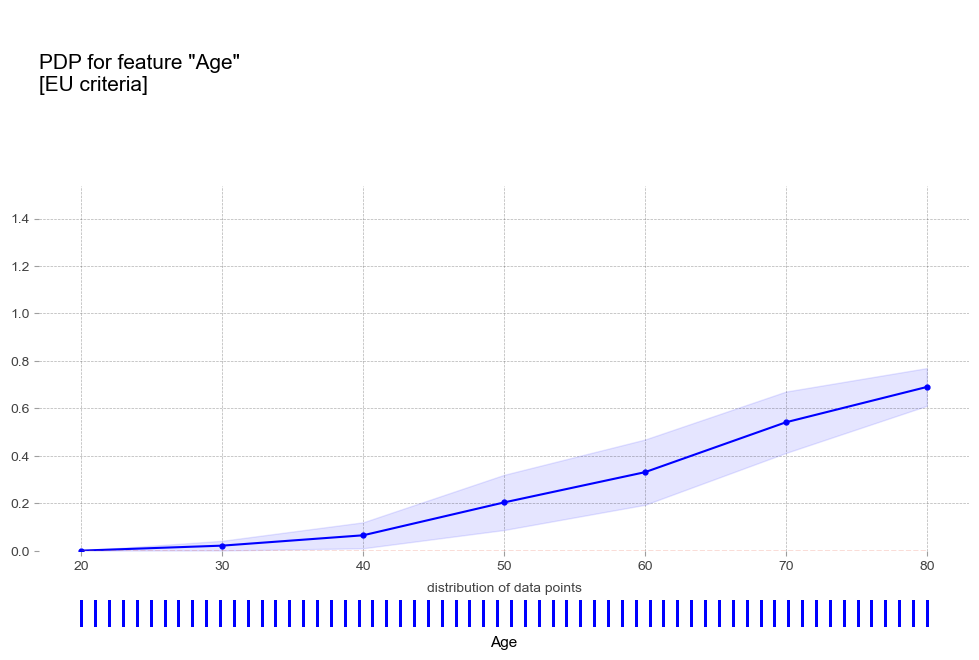 PDP for feature "Age"
[EU criteria]
1.4
1.2
1.0
0.8
0.6
0.4
0.2
0.0
20 30 40 50 60 70 80
distribution of data points
Age